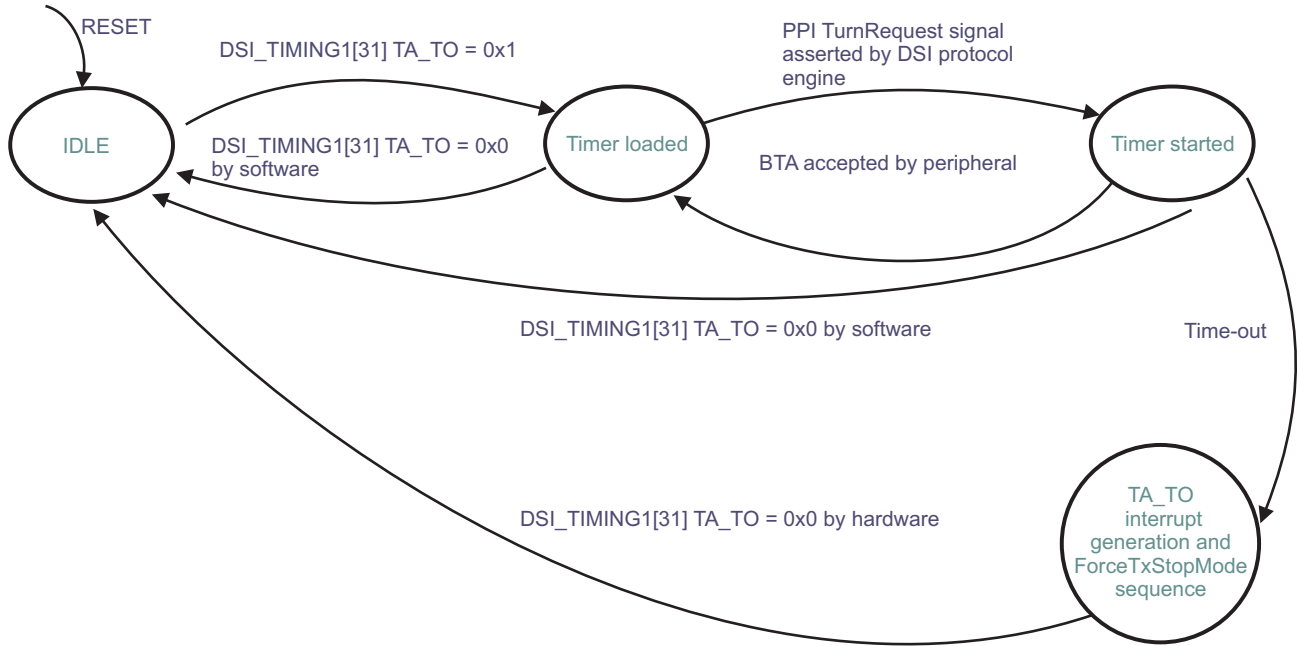 RESET
DSI_TIMING1[31] TA_TO = 0x1
PPI TurnRequest signal
asserted by DSI protocol
engine
IDLE
DSI_TIMING1[31] TA_TO = 0x0
by software
Timer loaded
BTA accepted by peripheral
Timer started
DSI_TIMING1[31] TA_TO = 0x0 by software
Time-out
DSI_TIMING1[31] TA_TO = 0x0 by hardware
TA_TO
interrupt
generation and
ForceTxStopMode
sequence